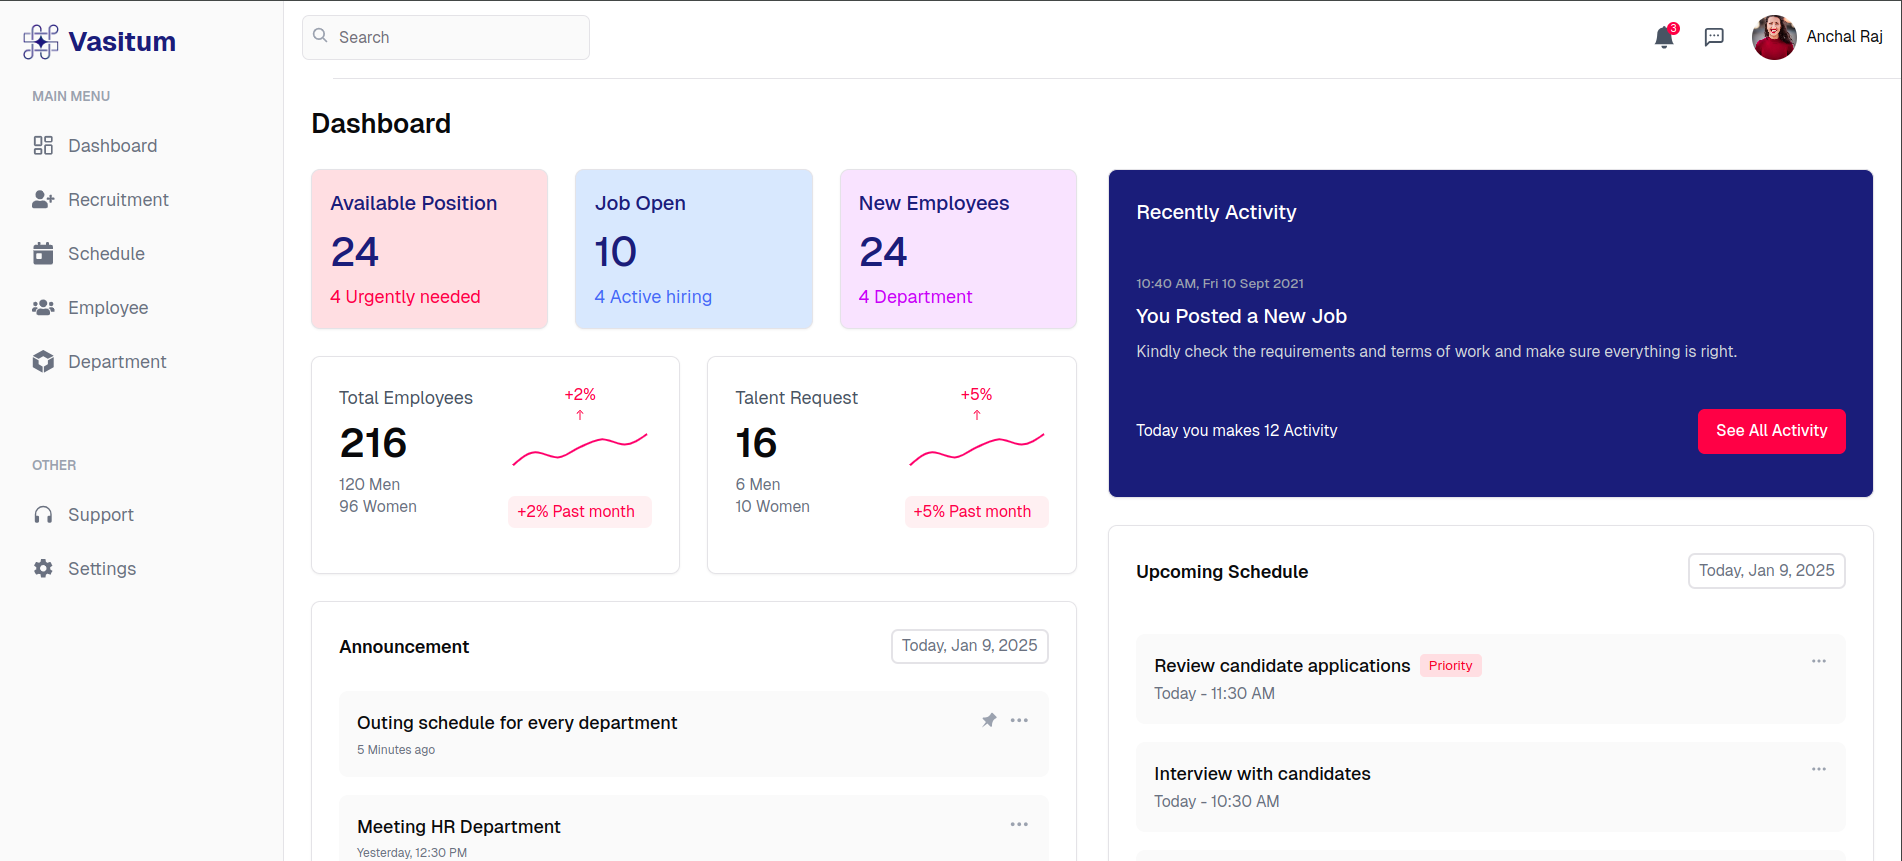 Vasitum
MAIN MENU
Dashboard
Recruitment
Schedule
Employee
Department
OTHER
Support
Settings
Search
3
Anchal Raj
Dashboard
Available Position
24
4 Urgently needed
Job Open
10
4 Active hiring
New Employees
24
4 Department
Total Employees
216
120 Men
96 Women
+2%
↑
+2% Past month
Talent Request
16
6 Men
10 Women
+5%
↑
+5% Past month
Announcement
Today, Jan 9, 2025
Outing schedule for every department
5 Minutes ago
Meeting HR Department
Yesterday, 12:30 PM
Recently Activity
10:40 AM, Fri 10 Sept 2021
You Posted a New Job
Kindly check the requirements and terms of work and make sure everything is right.
Today you makes 12 Activity
See All Activity
Upcoming Schedule
Today, Jan 9, 2025
Review candidate applications Priority
Today - 11:30 AM
Interview with candidates
Today - 10:30 AM